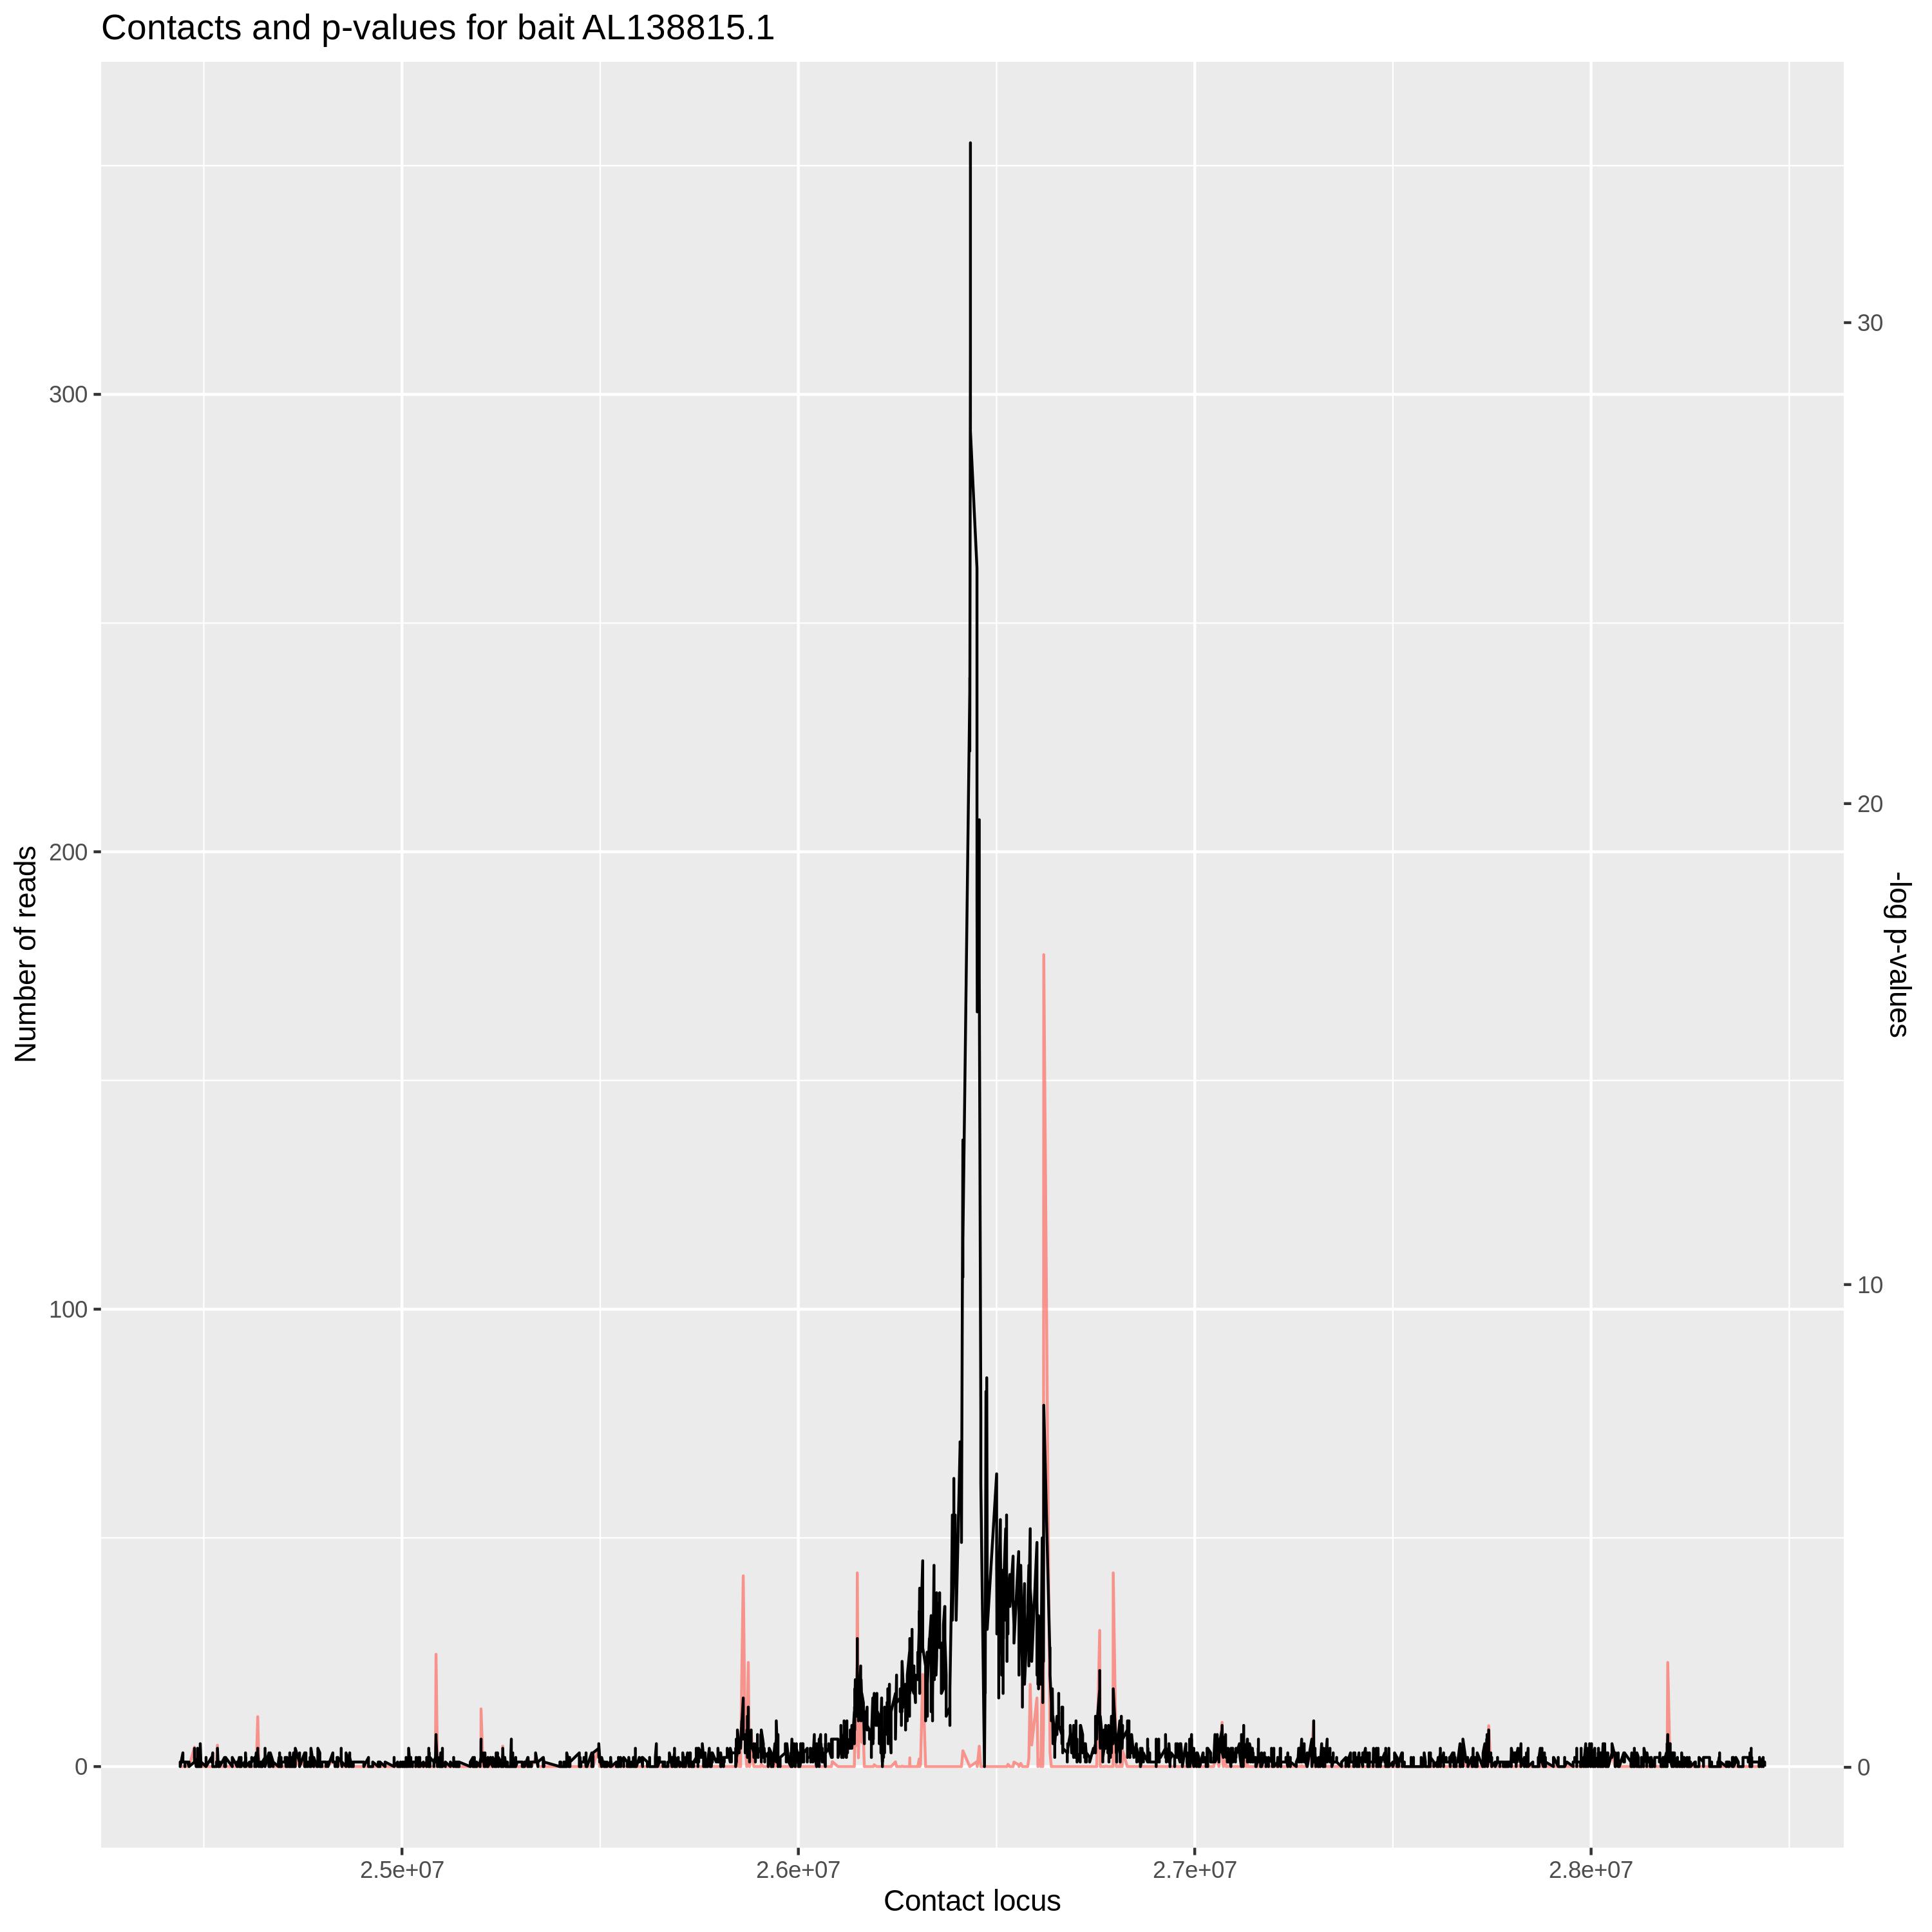 Contacts and p-values for bait AL138815.1
Number of reads
300
200
100
0
30
20
10
0
-log p-values
2.5e+07 2.6e+07 2.7e+07 2.8e+07
Contact locus